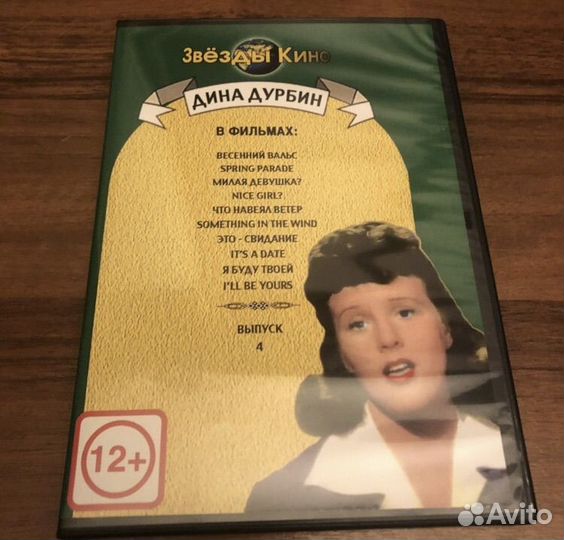 Звёзды Кино
ДИНА ДУРБИН
В ФИЛЬМАХ:
ВЕСЕННИЙ ВАЛЬС
SPRING PARADE
МИЛАЯ ДЕВУШКА?
NICE GIRL?
ЧТО НАВЕЯЛ ВЕТЕР
SOMETHING IN THE WIND
ЭТО - СВИДАНИЕ
IT'S A DATE
Я БУДУ ТВОЕЙ
I'LL BE YOURS
ВЫПУСК
4
12+
Avito